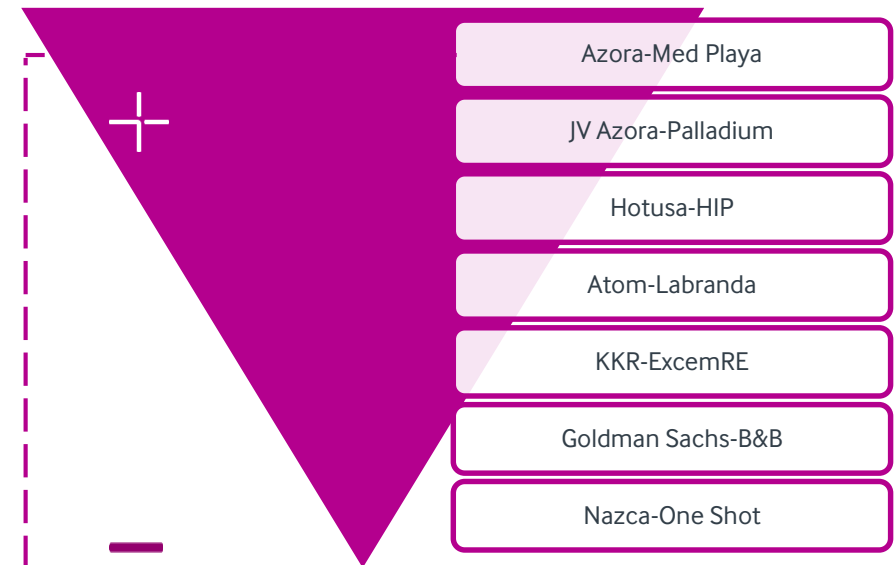 Azora-Med Playa
JV Azora-Palladium
Hotusa-HIP
Atom-Labranda
KKR-ExcemRE
Goldman Sachs-B&B
Nazca-One Shot